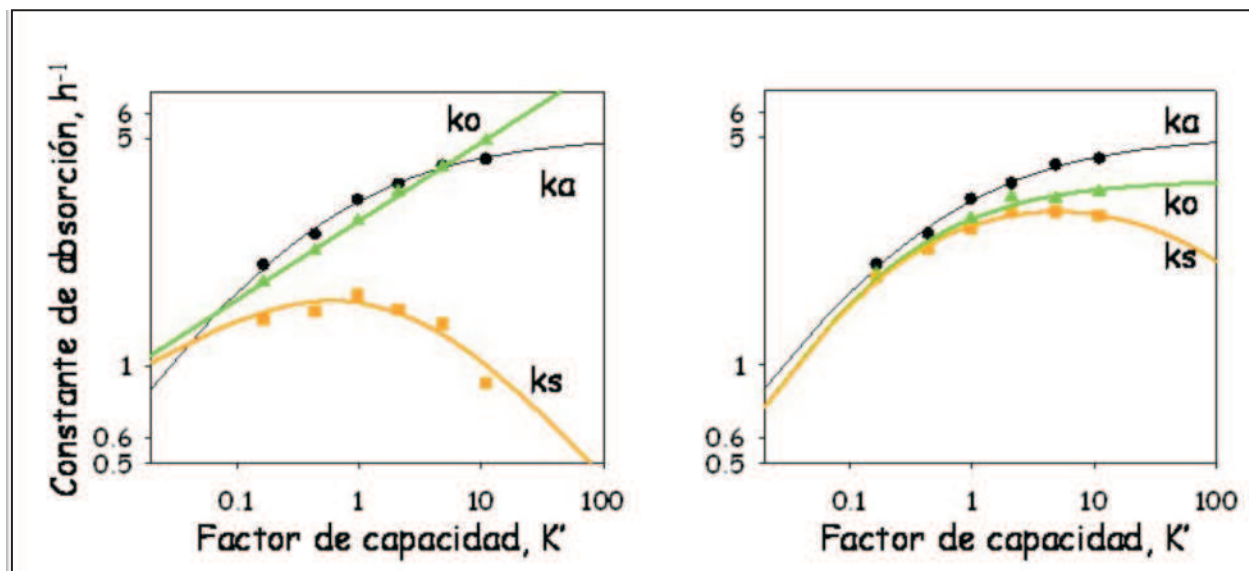 Constante de absorción, h⁻¹
6
5
1
0.6
0.5
ko
ka
ks
0.1 1 10 100
Factor de capacidad, K'
6
5
1
0.6
0.5
ka
ko
ks
0.1 1 10 100
Factor de capacidad, K'